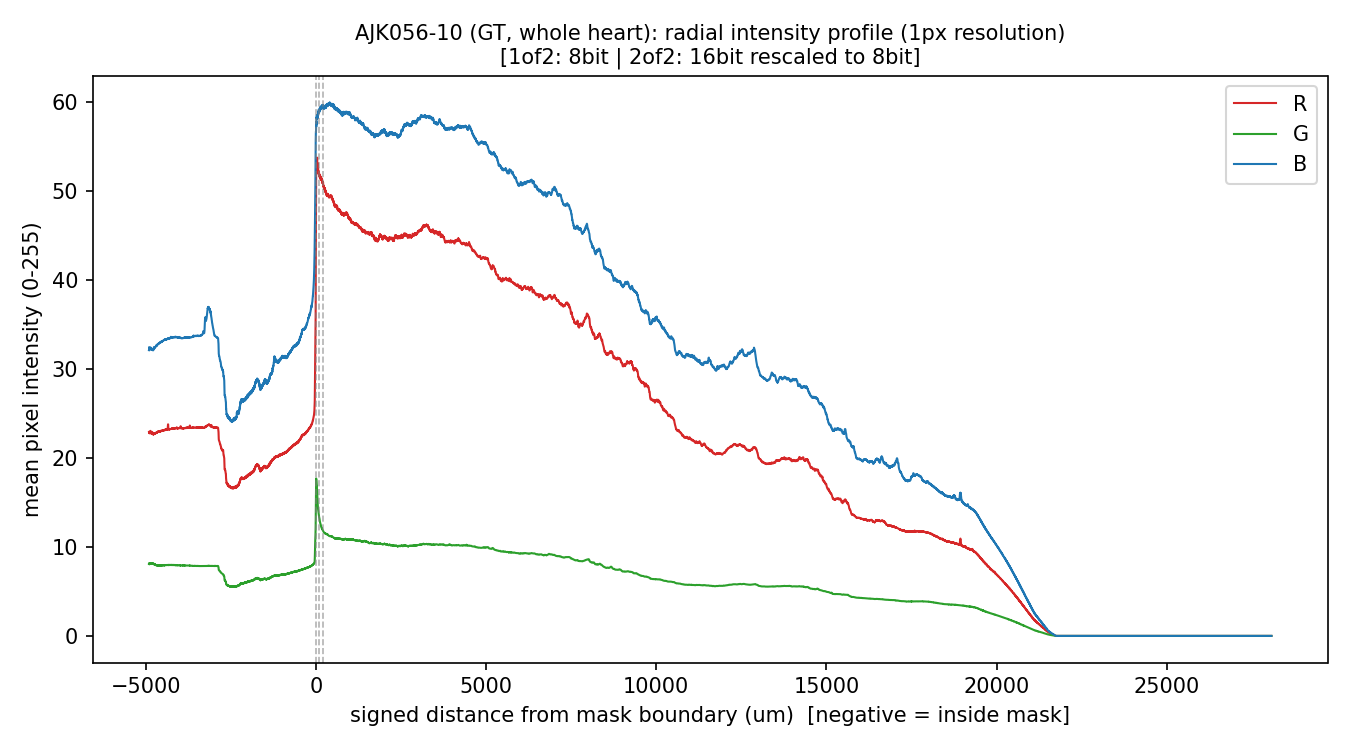 AJK056-10 (GT, whole heart): radial intensity profile (1px resolution)
[1of2: 8bit | 2of2: 16bit rescaled to 8bit]
R
G
B
mean pixel intensity (0-255)
60
50
40
30
20
10
0
−5000 0 5000 10000 15000 20000 25000
signed distance from mask boundary (um)  [negative = inside mask]